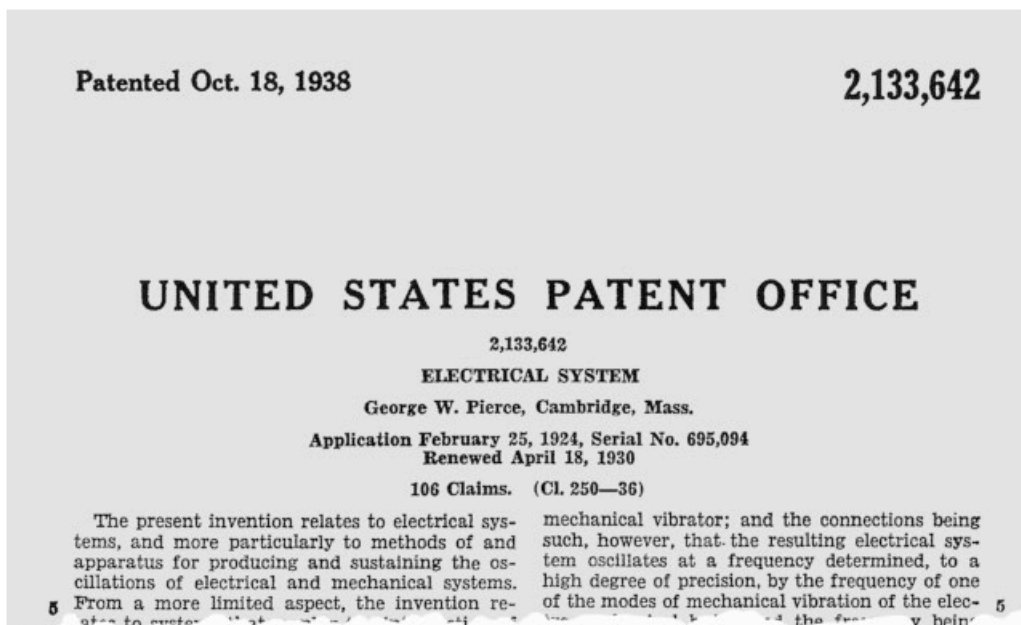 Patented Oct. 18, 1938
2,133,642
UNITED STATES PATENT OFFICE
2,133,642
ELECTRICAL SYSTEM
George W. Pierce, Cambridge, Mass.
Application February 25, 1924, Serial No. 695,094
Renewed April 18, 1930
106 Claims. (Cl. 250—36)
The present invention relates to electrical sys-
tems, and more particularly to methods of and
apparatus for producing and sustaining the os-
cillations of electrical and mechanical systems.
5 From a more limited aspect, the invention re-
mechanical vibrator; and the connections being
such, however, that the resulting electrical sys-
tem oscillates at a frequency determined, to a
high degree of precision, by the frequency of one
of the modes of mechanical vibration of the elec- 5